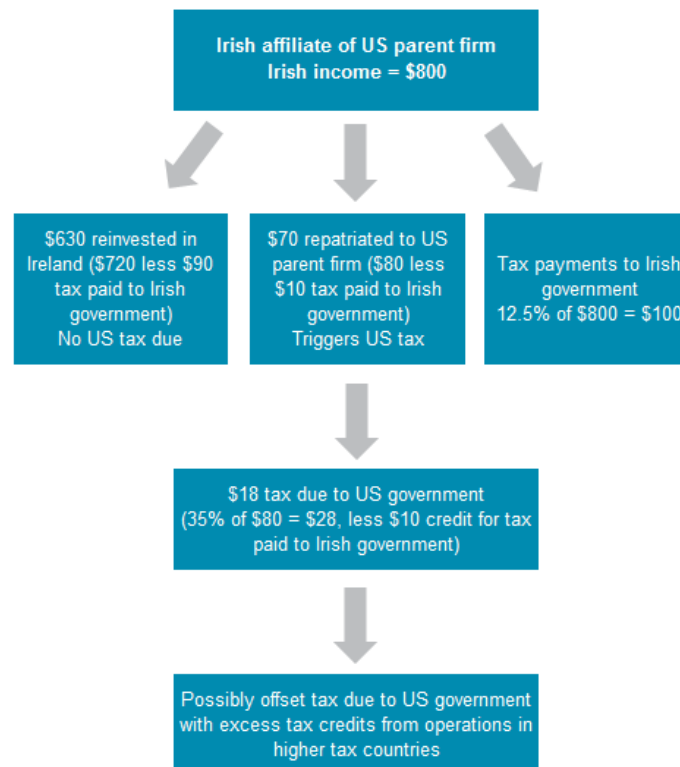 Irish affiliate of US parent firm
Irish income = $800
$630 reinvested in
Ireland ($720 less $90
tax paid to Irish
government)
No US tax due
$70 repatriated to US
parent firm ($80 less
$10 tax paid to Irish
government)
Triggers US tax
Tax payments to Irish
government
12.5% of $800 = $100
$18 tax due to US government
(35% of $80 = $28, less $10 credit for tax
paid to Irish government)
Possibly offset tax due to US government
with excess tax credits from operations in
higher tax countries